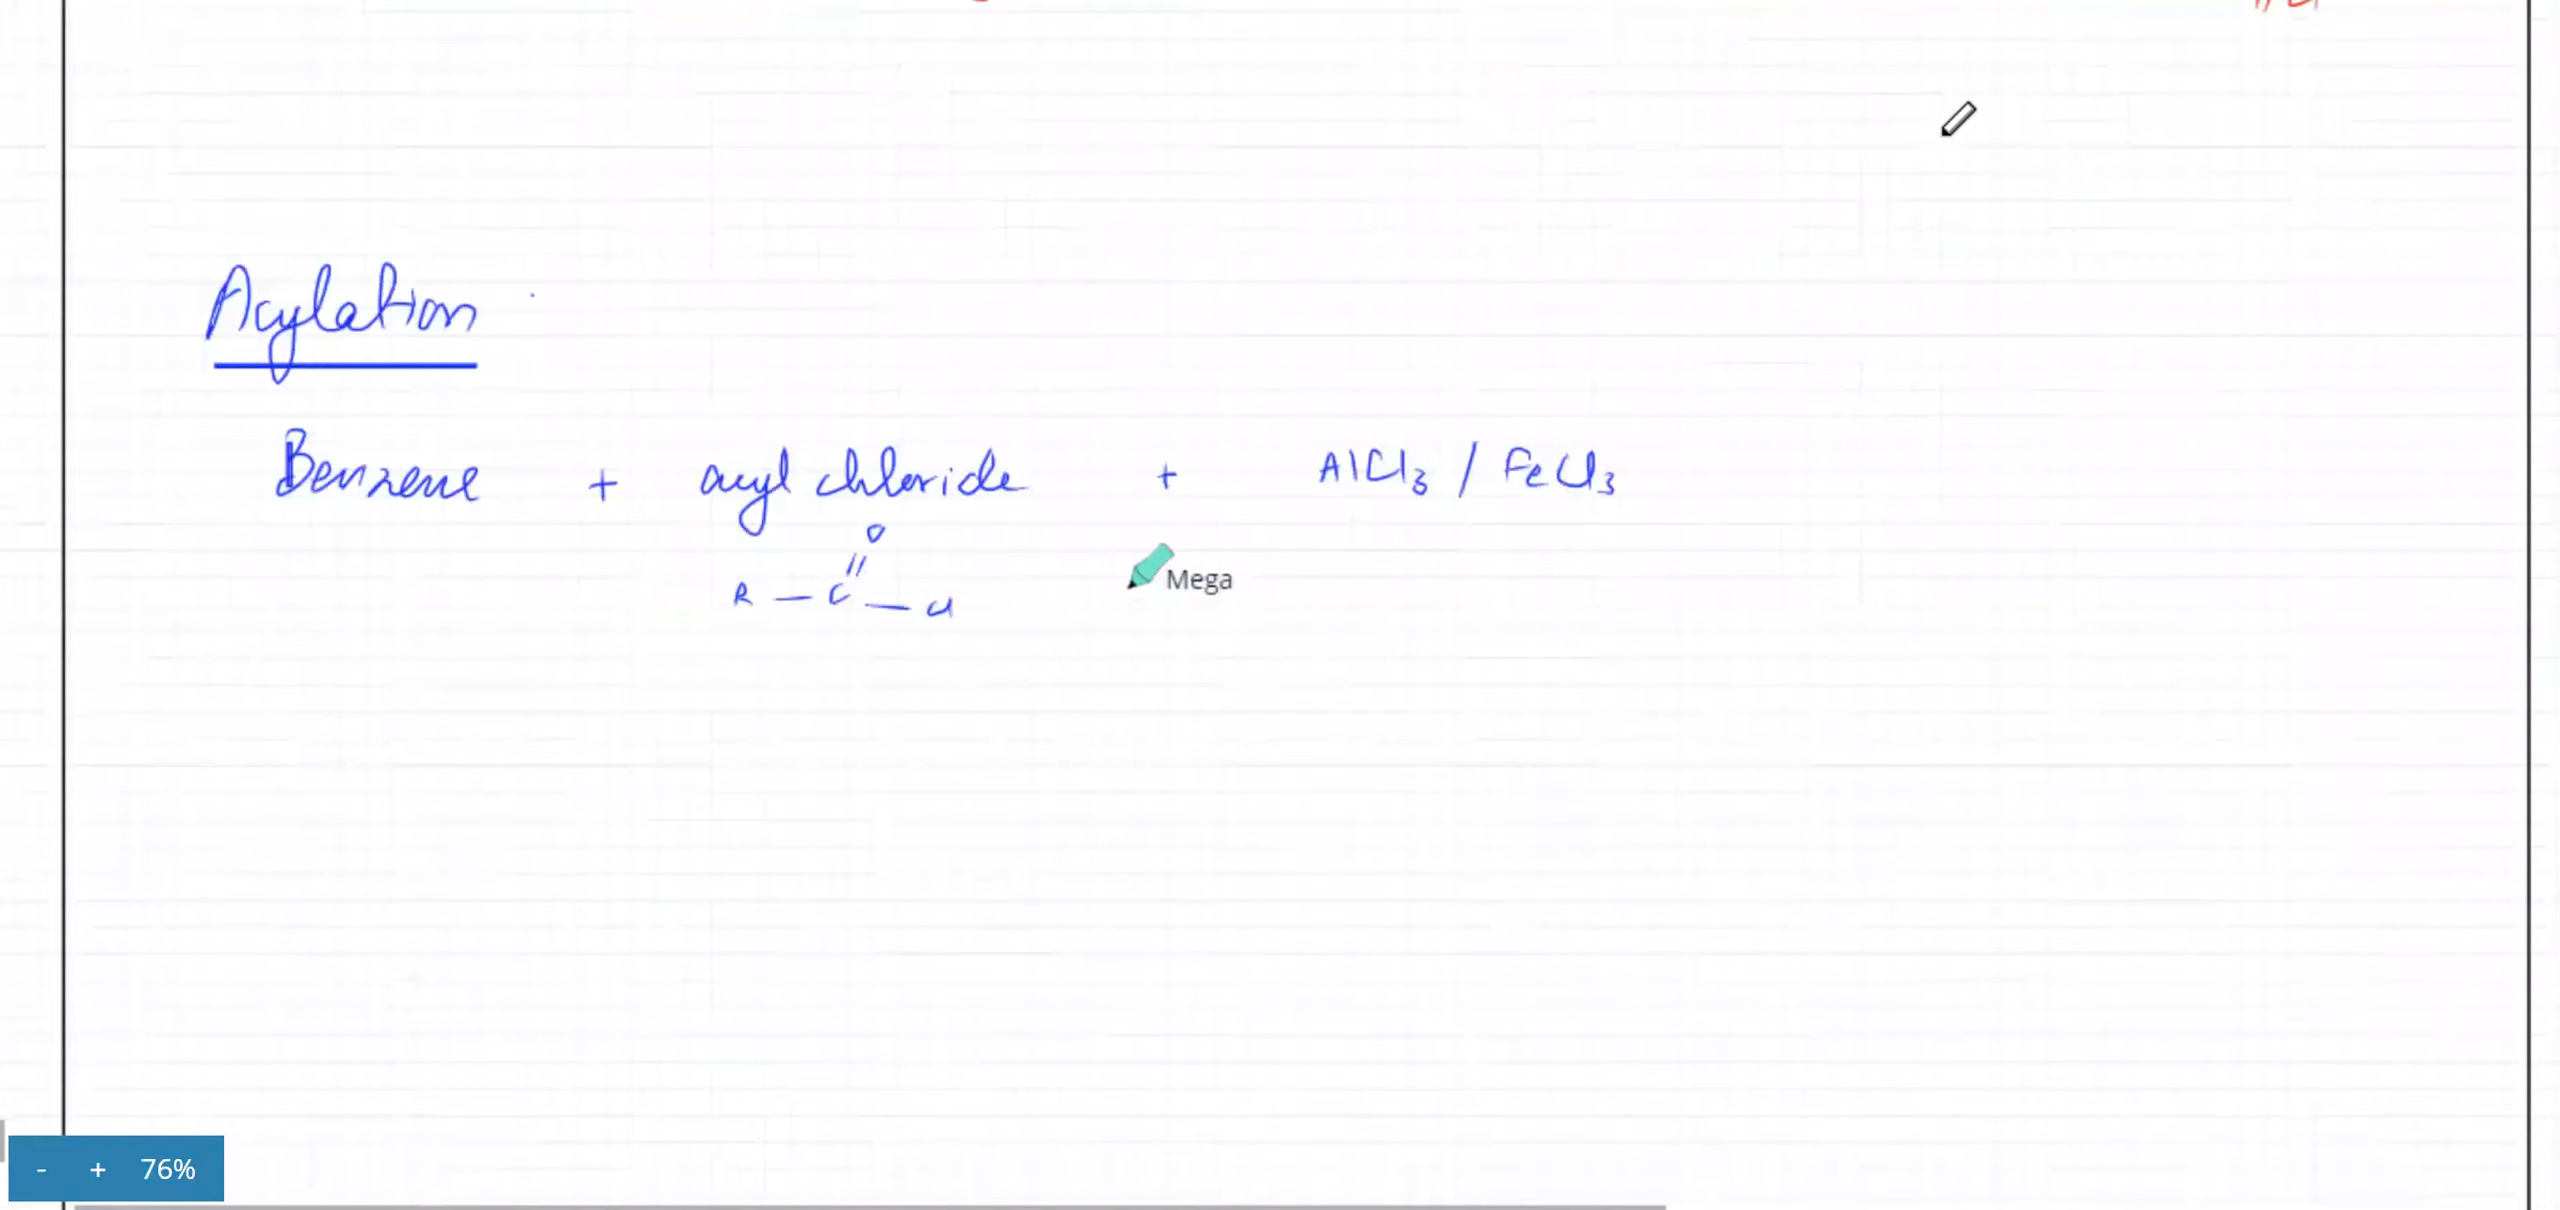 Acylation
Benzene + acyl chloride + AlCl3 / FeCl3
O
R - C - Cl
Mega
- + 76%